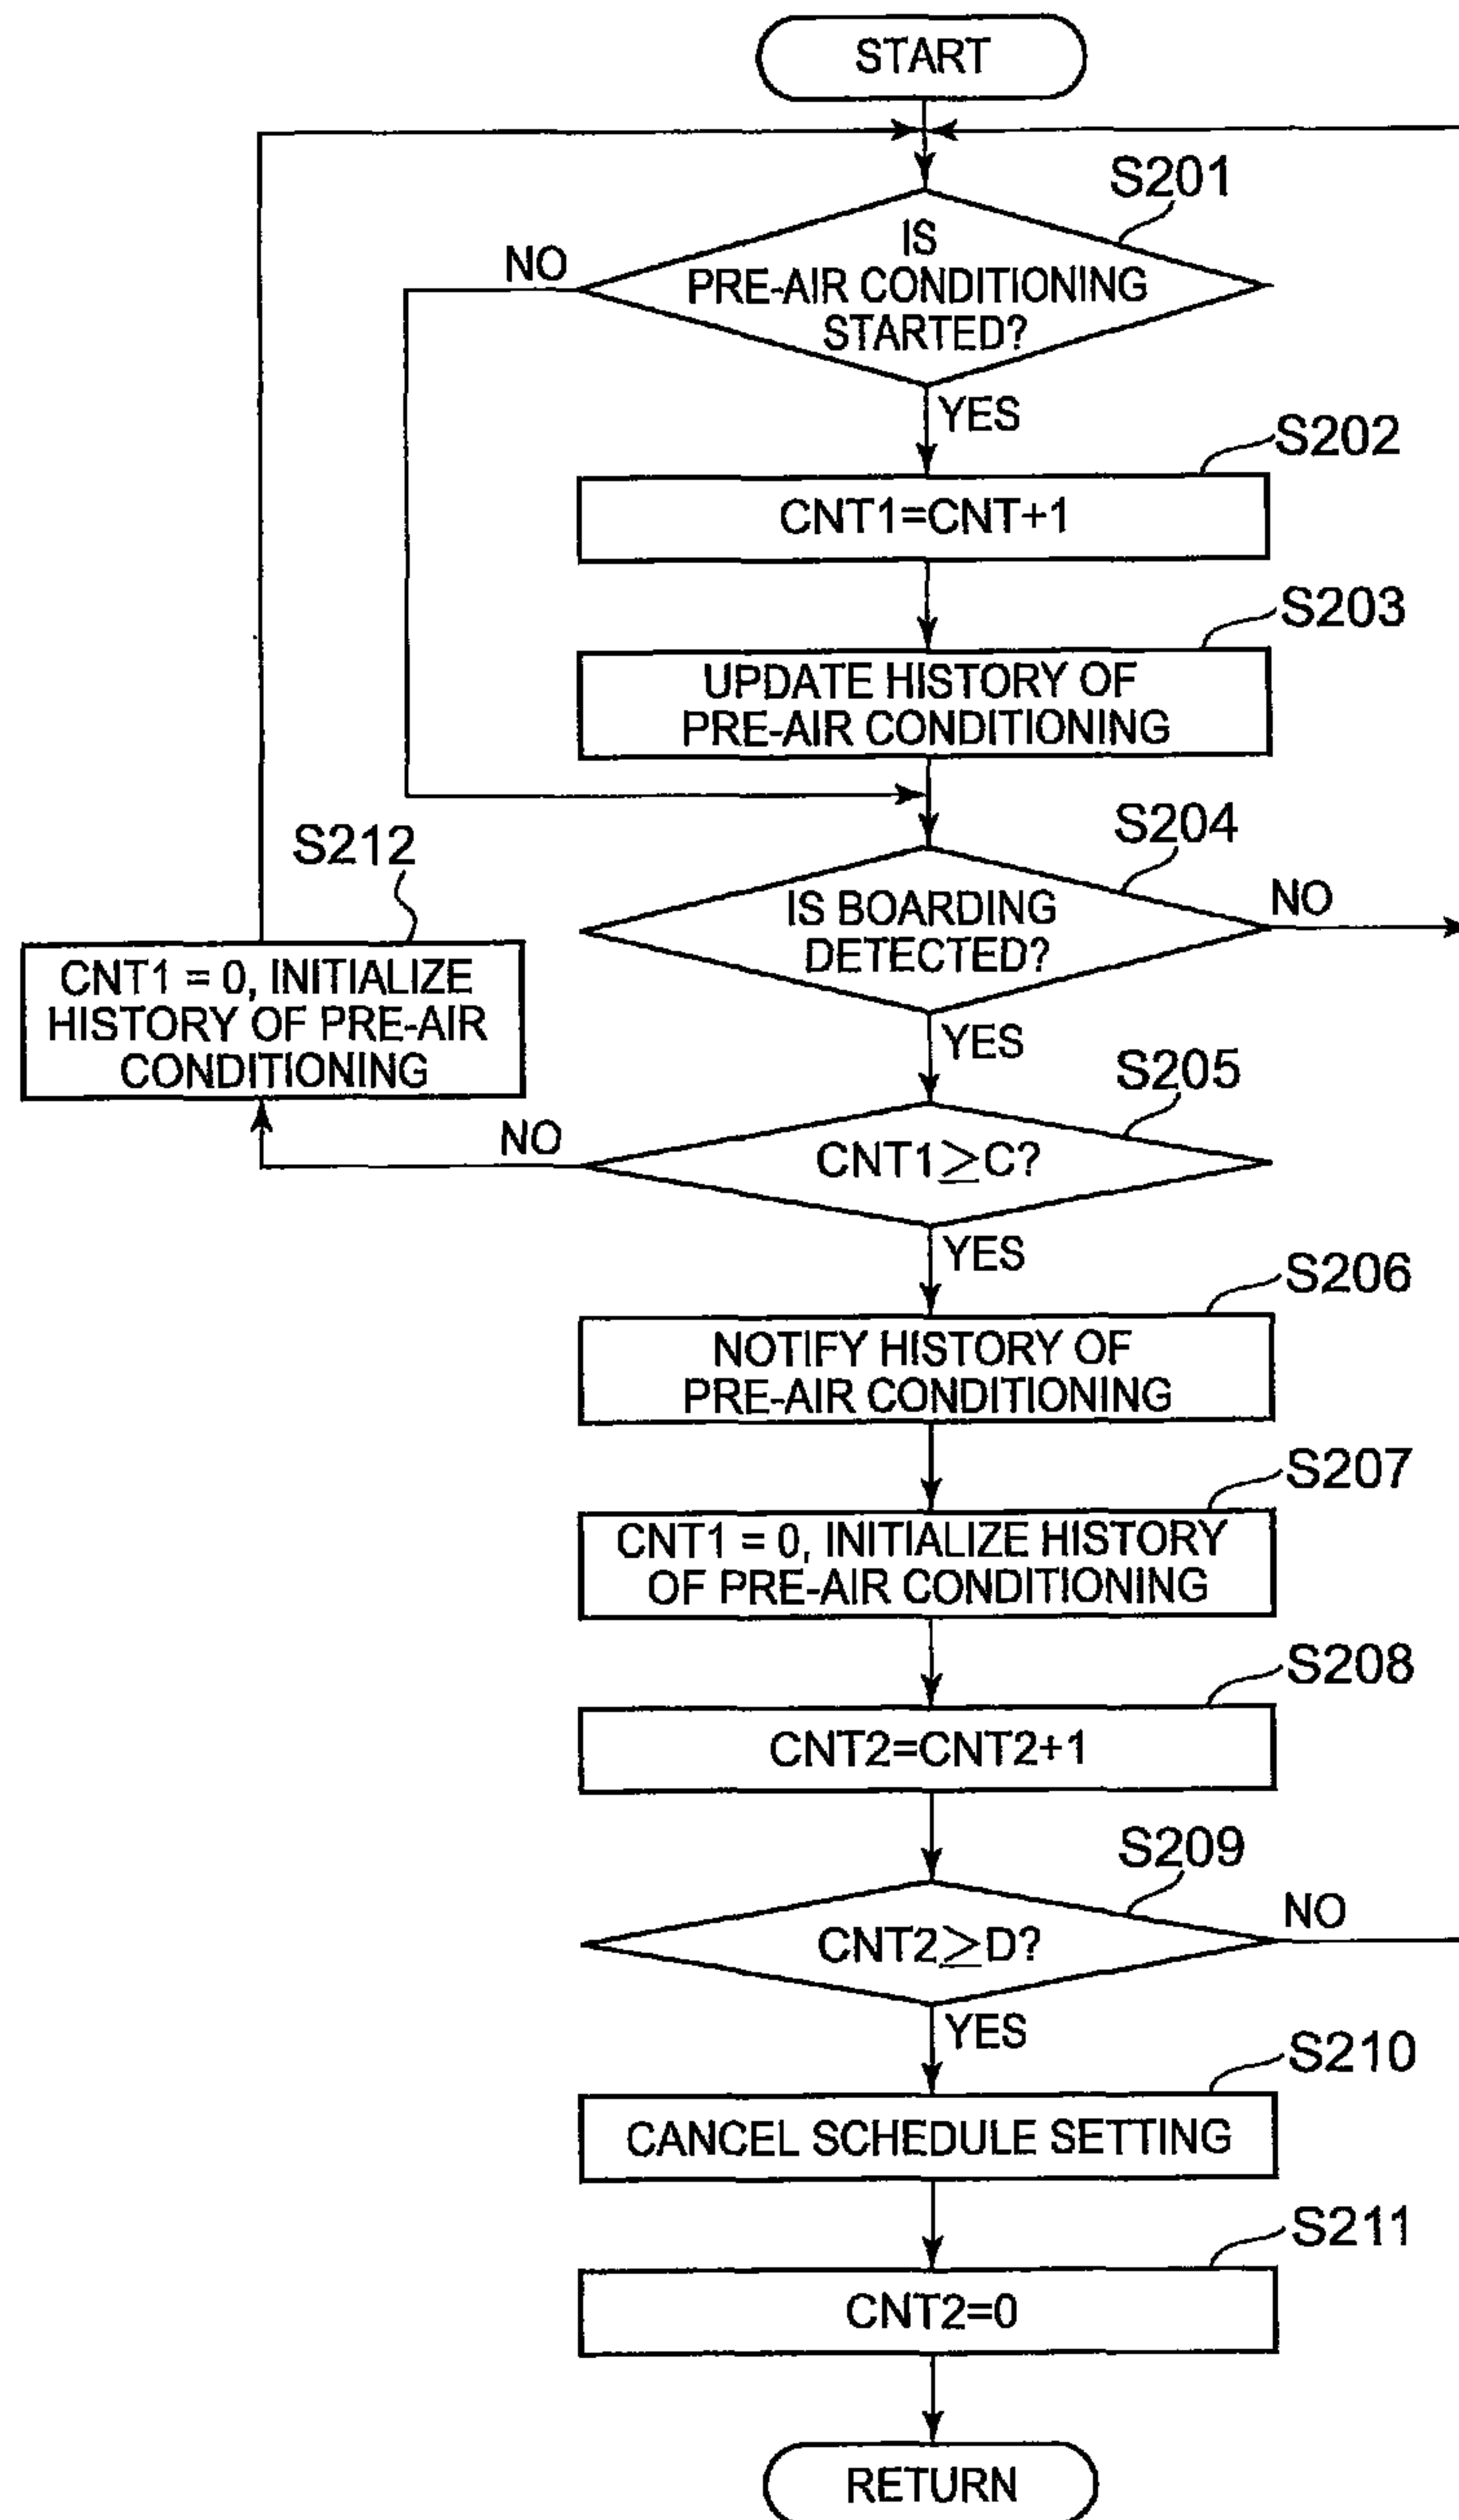 START
S201
IS
PRE-AIR CONDITIONING
STARTED?
NO
YES
S202
CNT1=CNT+1
S203
UPDATE HISTORY OF
PRE-AIR CONDITIONING
S204
IS BOARDING
DETECTED?
NO
YES
S212
CNT1 = 0, INITIALIZE
HISTORY OF PRE-AIR
CONDITIONING
S205
CNT1≧C?
NO
YES
S206
NOTIFY HISTORY OF
PRE-AIR CONDITIONING
S207
CNT1 = 0, INITIALIZE HISTORY
OF PRE-AIR CONDITIONING
S208
CNT2=CNT2+1
S209
CNT2≧D?
NO
YES
S210
CANCEL SCHEDULE SETTING
S211
CNT2=0
RETURN